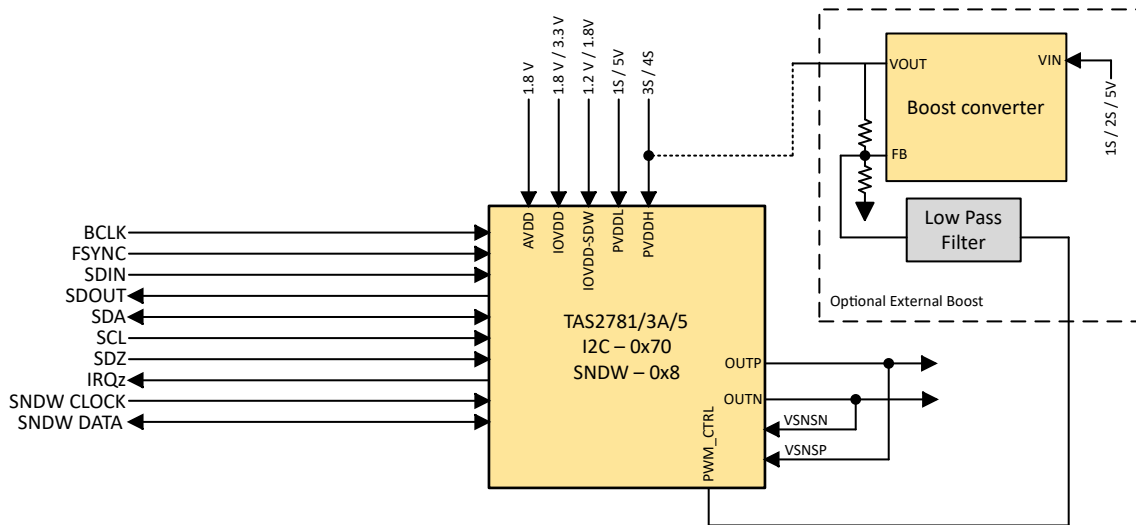 1.8 V
1.8 V / 3.3 V
1.2 V / 1.8V
1S / 5V
3S / 4S
VOUT
VIN
Boost converter
FB
1S / 2S / 5V
Low Pass
Filter
Optional External Boost
AVDD
IOVDD
IOVDD-SDW
PVDDL
PVDDH
BCLK
FSYNC
SDIN
SDOUT
SDA
SCL
SDZ
IRQz
SNDW CLOCK
SNDW DATA
TAS2781/3A/5
I2C – 0x70
SNDW – 0x8
OUTP
OUTN
VSNSN
VSNSP
PWM_CTRL